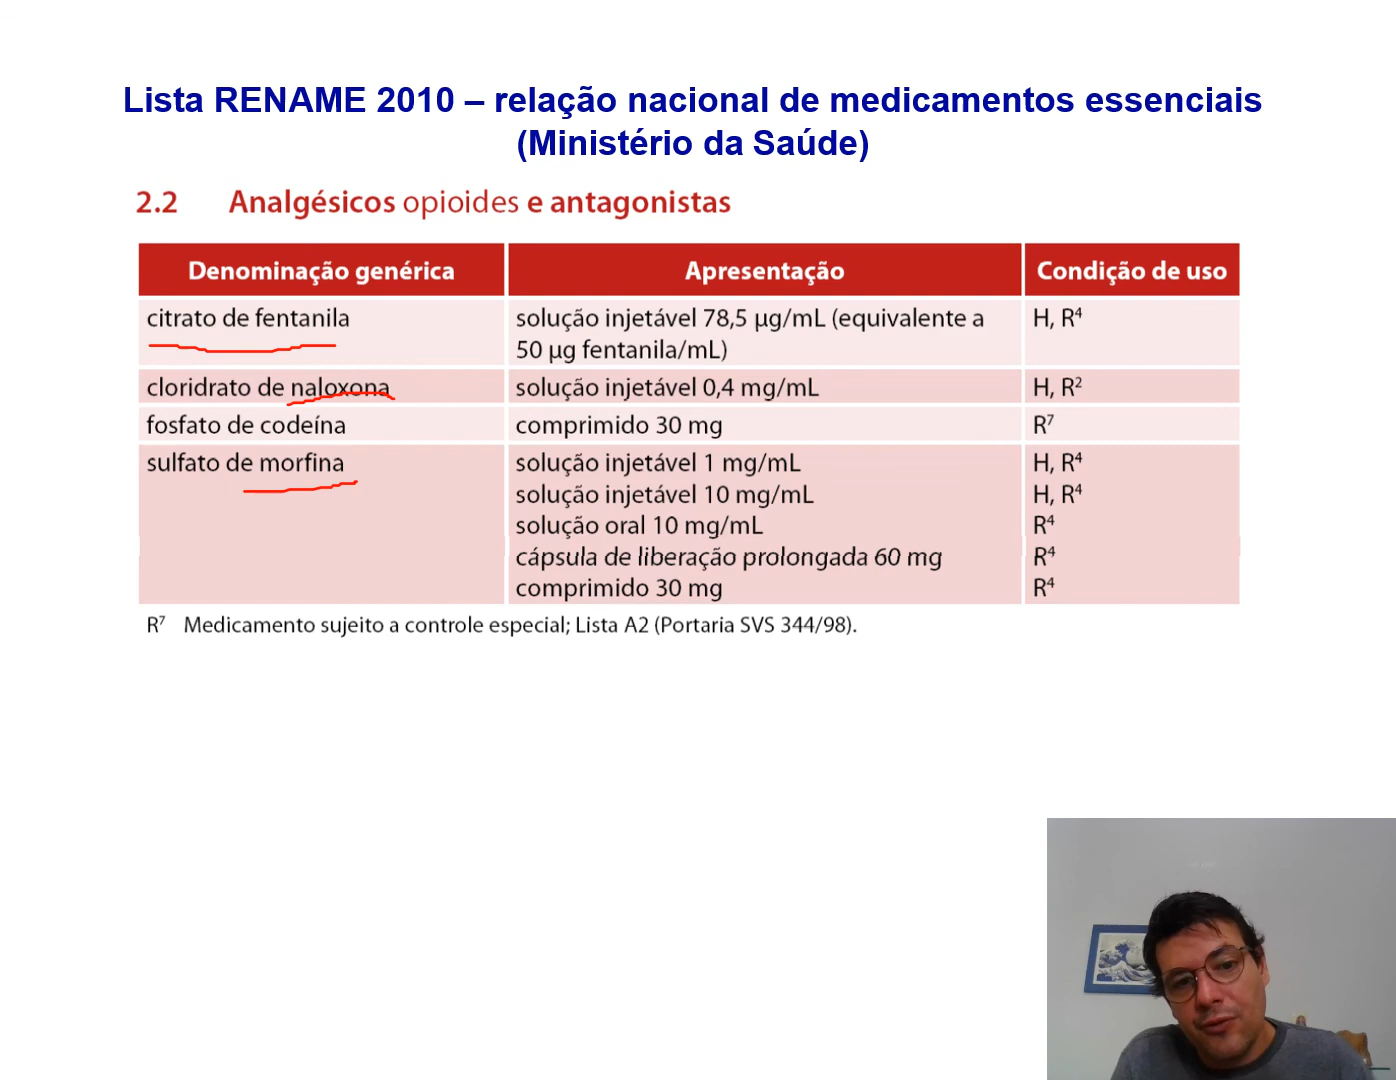 Lista RENAME 2010 – relação nacional de medicamentos essenciais
(Ministério da Saúde)
2.2 Analgésicos opioides e antagonistas
Denominação genérica Apresentação Condição de uso
citrato de fentanila solução injetável 78,5 µg/mL (equivalente a H, R⁴
50 µg fentanila/mL)
cloridrato de naloxona solução injetável 0,4 mg/mL H, R²
fosfato de codeína comprimido 30 mg R⁷
sulfato de morfina solução injetável 1 mg/mL H, R⁴
solução injetável 10 mg/mL H, R⁴
solução oral 10 mg/mL R⁴
cápsula de liberação prolongada 60 mg R⁴
comprimido 30 mg R⁴
R⁷ Medicamento sujeito a controle especial; Lista A2 (Portaria SVS 344/98).